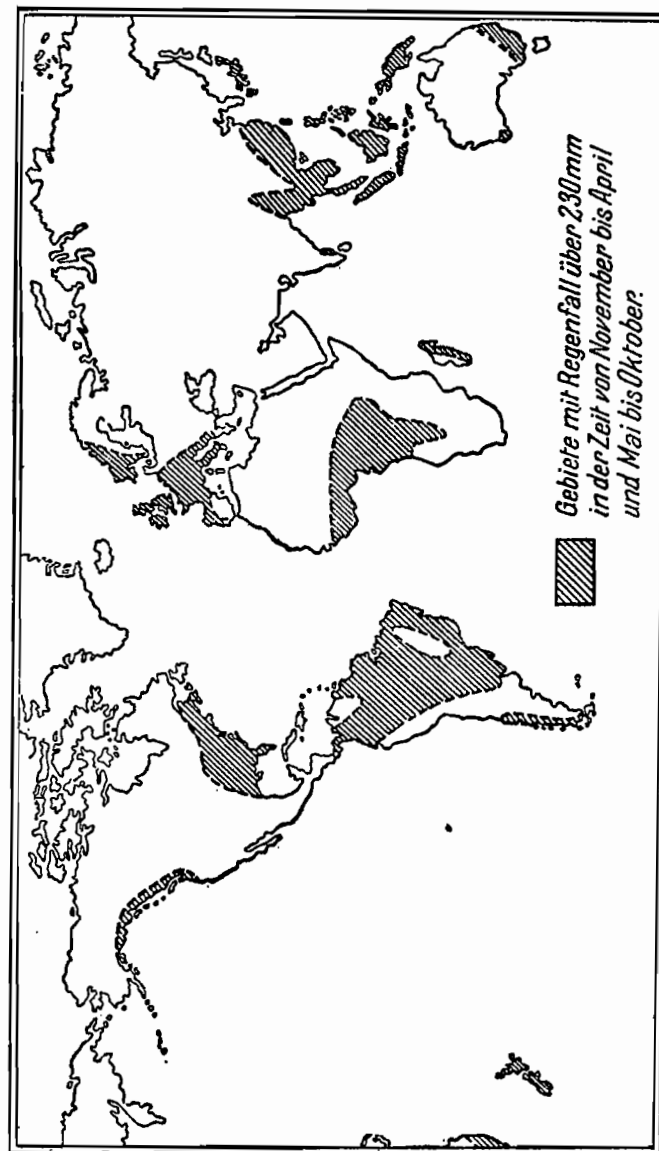 Gebiete mit Regenfall über 230mm
in der Zeit von November bis April
und Mai bis Oktober.